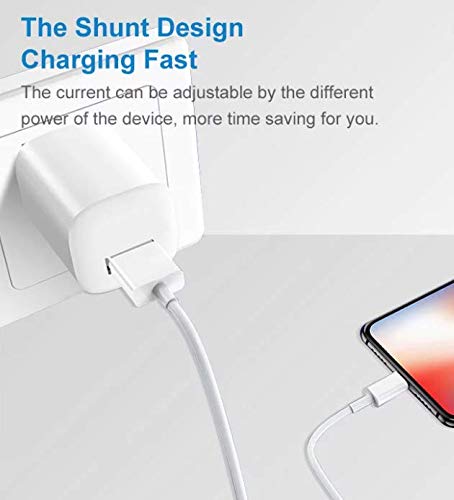 The Shunt Design
Charging Fast
The current can be adjustable by the different
power of the device, more time saving for you.